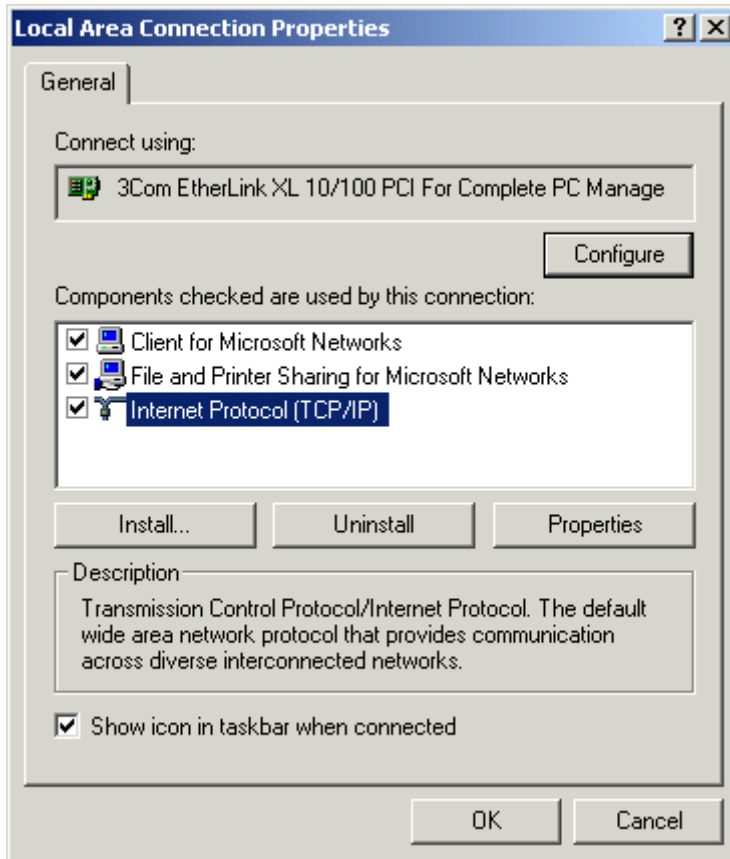 Local Area Connection Properties
General
Connect using:
3Com EtherLink XL 10/100 PCI For Complete PC Manage
Configure
Components checked are used by this connection:
Client for Microsoft Networks
File and Printer Sharing for Microsoft Networks
Internet Protocol (TCP/IP)
Install... Uninstall Properties
Description
Transmission Control Protocol/Internet Protocol. The default
wide area network protocol that provides communication
across diverse interconnected networks.
Show icon in taskbar when connected
OK Cancel